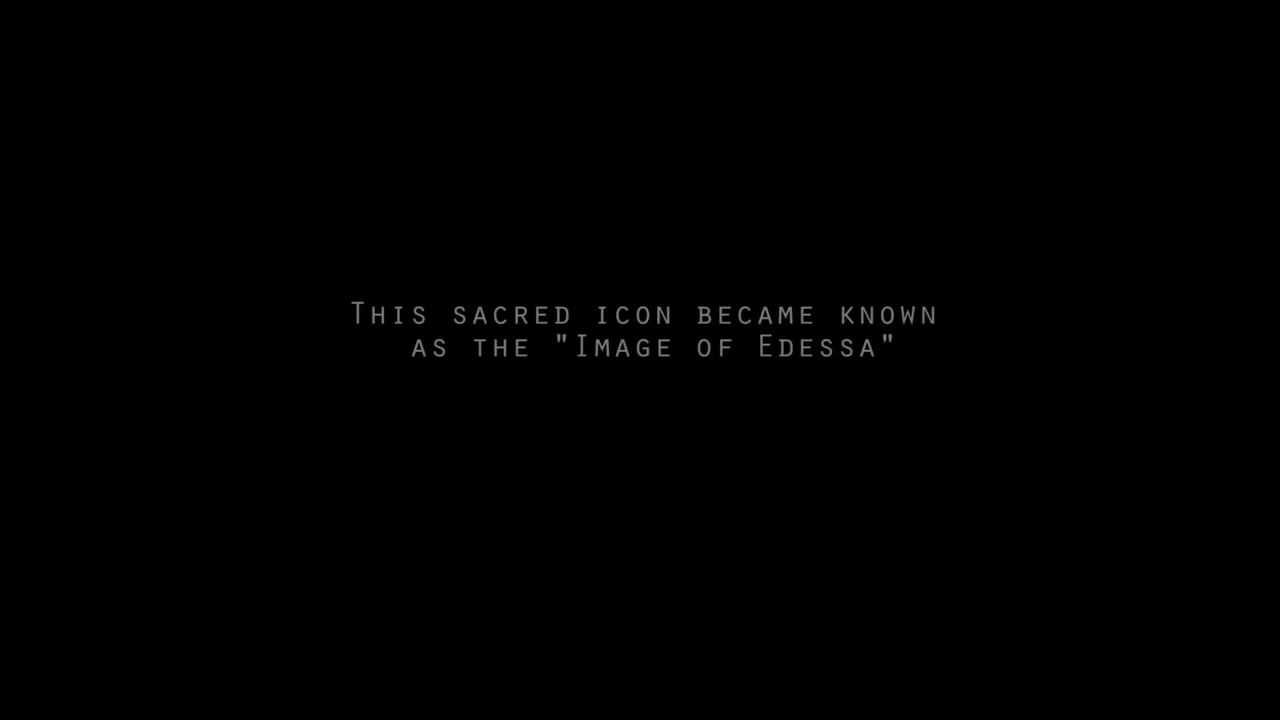 This sacred icon became known
as the "Image of Edessa"